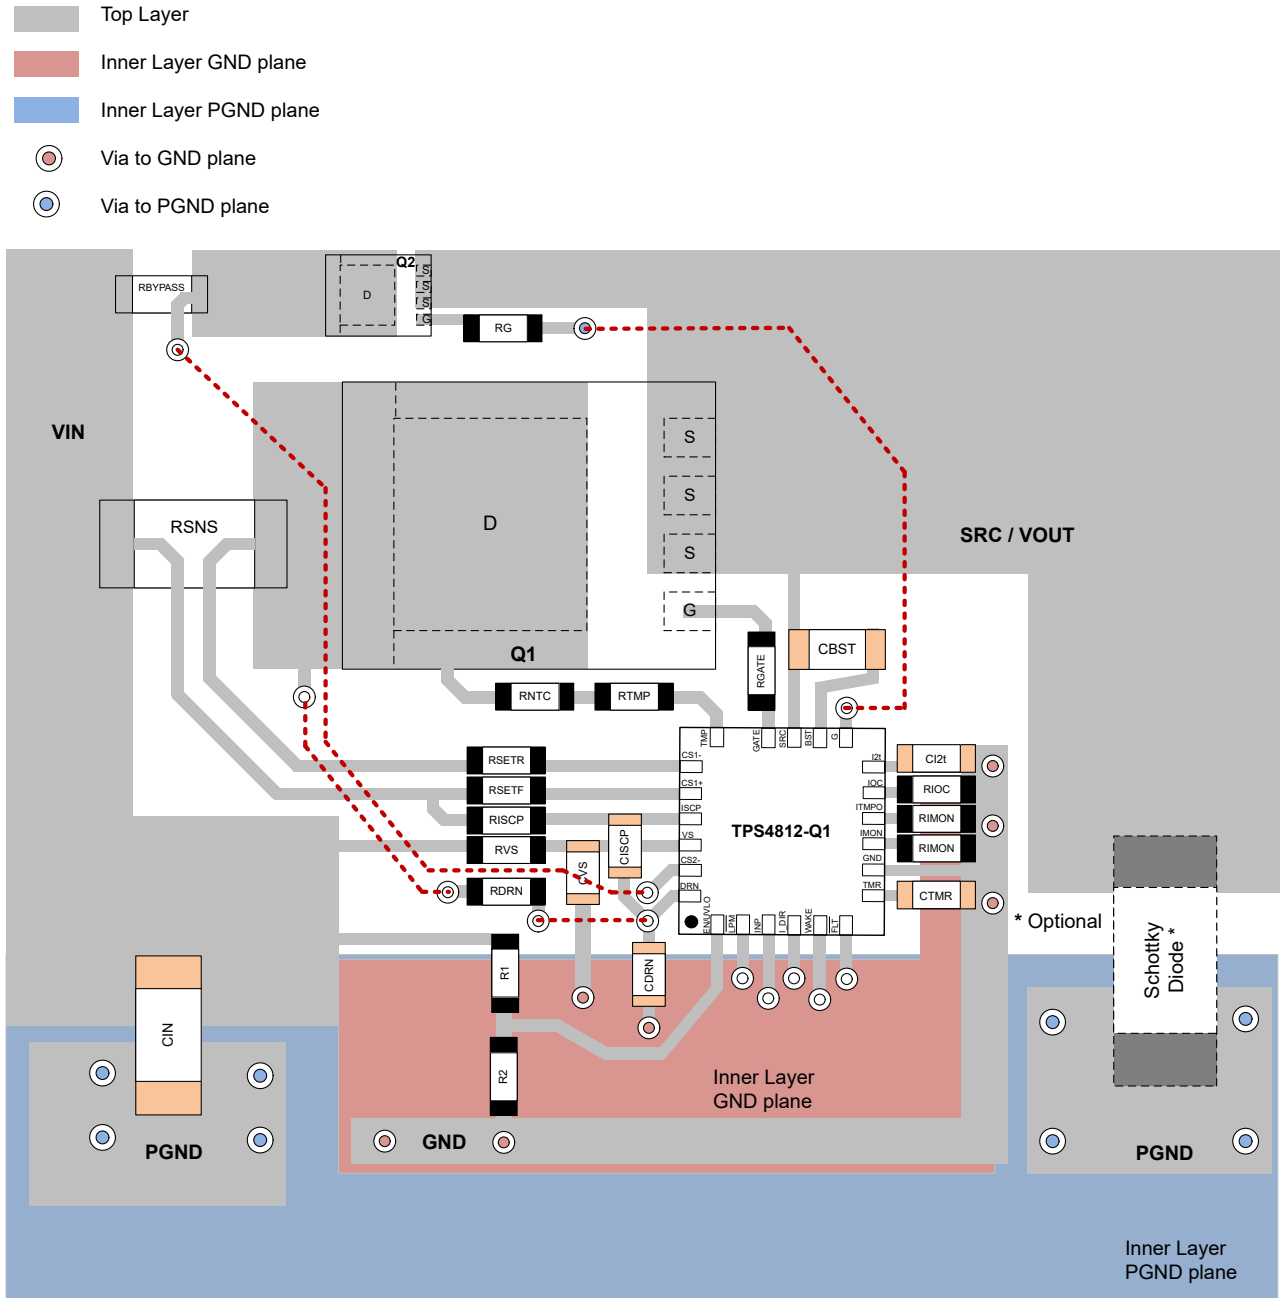 Top Layer
Inner Layer GND plane
Inner Layer PGND plane
Via to GND plane
Via to PGND plane
RBYPASS
Q2
D
S
S
S
G
RG
VIN
RSNS
D
S
S
S
G
Q1
SRC / VOUT
RGATE
CBST
RNTC
RTMP
TMP
GATE
SRC
BST
G
CS1-
CS1+
ISCP
VS
CS2-
DRN
I2t
IOC
ITMPO
IMON
GND
TMR
TPS4812-Q1
EN/UVLO
LPM
INP
I_DIR
WAKE
FLT
RSETR
RSETF
RISCP
RVS
RDRN
CVS
CISCP
CDRN
CI2t
RIOC
RIMON
RIMON
CTMR
* Optional
Schottky
Diode *
R1
R2
CIN
Inner Layer
GND plane
GND
PGND
PGND
Inner Layer
PGND plane